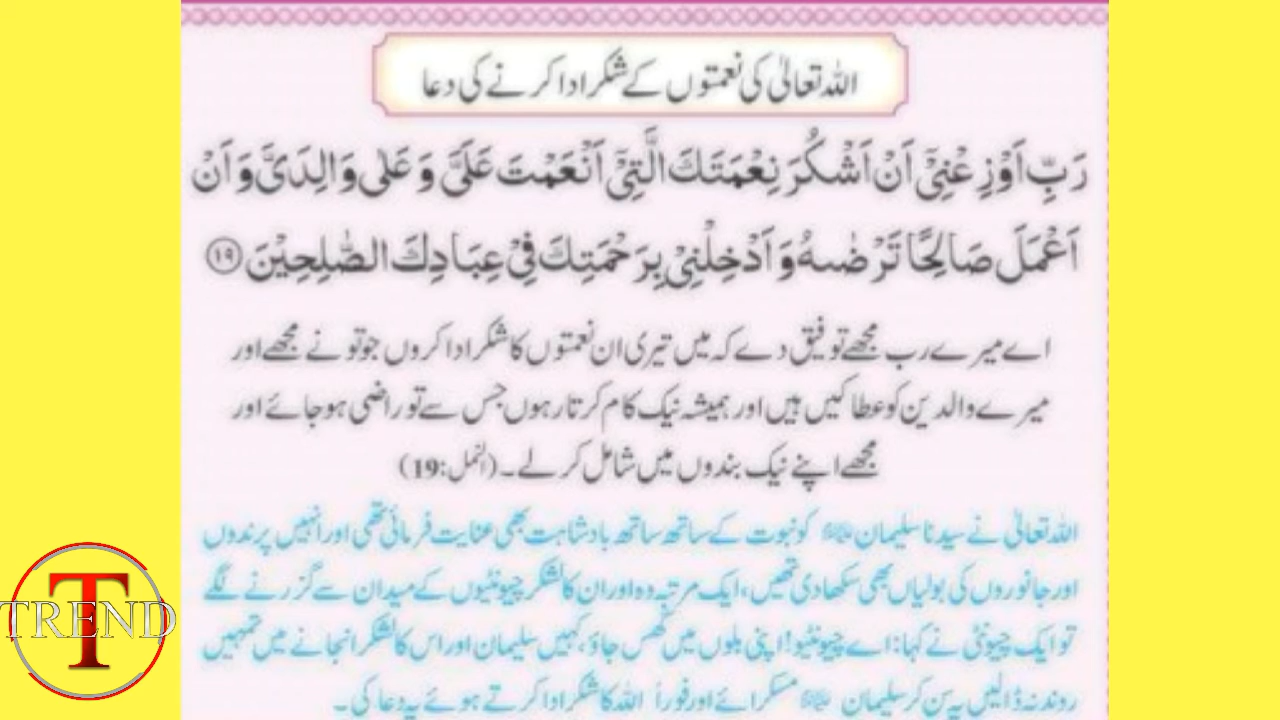 اللہ تعالیٰ کی نعمتوں کے شکر ادا کرنے کی دعا
رَبِّ اَوْزِعْنِیْۤ اَنْ اَشْكُرَ نِعْمَتَكَ الَّتِیْۤ اَنْعَمْتَ عَلَیَّ وَ عَلٰی وَالِدَیَّ وَ اَنْ
اَعْمَلَ صَالِحًا تَرْضٰىهُ وَ اَدْخِلْنِیْ بِرَحْمَتِكَ فِیْ عِبَادِكَ الصّٰلِحِیْنَ ﴿۱۹﴾
اے میرے رب مجھے توفیق دے کہ میں تیری ان نعمتوں کا شکر ادا کروں جو تو نے مجھے اور
میرے والدین کو عطا کیں ہیں اور ہمیشہ نیک کام کرتا رہوں جس سے تو راضی ہو جائے اور
مجھے اپنے نیک بندوں میں شامل کر لے۔ (النمل:19)
اللہ تعالیٰ نے سیدنا سلیمان کو نبوت کے ساتھ ساتھ بادشاہت بھی عنایت فرمائی تھی اور انہیں پرندوں
اور جانوروں کی بولیاں بھی سکھا دی تھیں، ایک مرتبہ وہ اور ان کا لشکر چیونٹیوں کے میدان سے گزرنے لگے
تو ایک چیونٹی نے کہا: اے چیونٹیو! اپنی بلوں میں گھس جاؤ، کہیں سلیمان اور اس کا لشکر انجانے میں تمہیں
روند نہ ڈالیں یہ سن کر سلیمان مسکرائے اور فوراً اللہ کا شکر ادا کرتے ہوئے یہ دعا کی۔
T
TREND